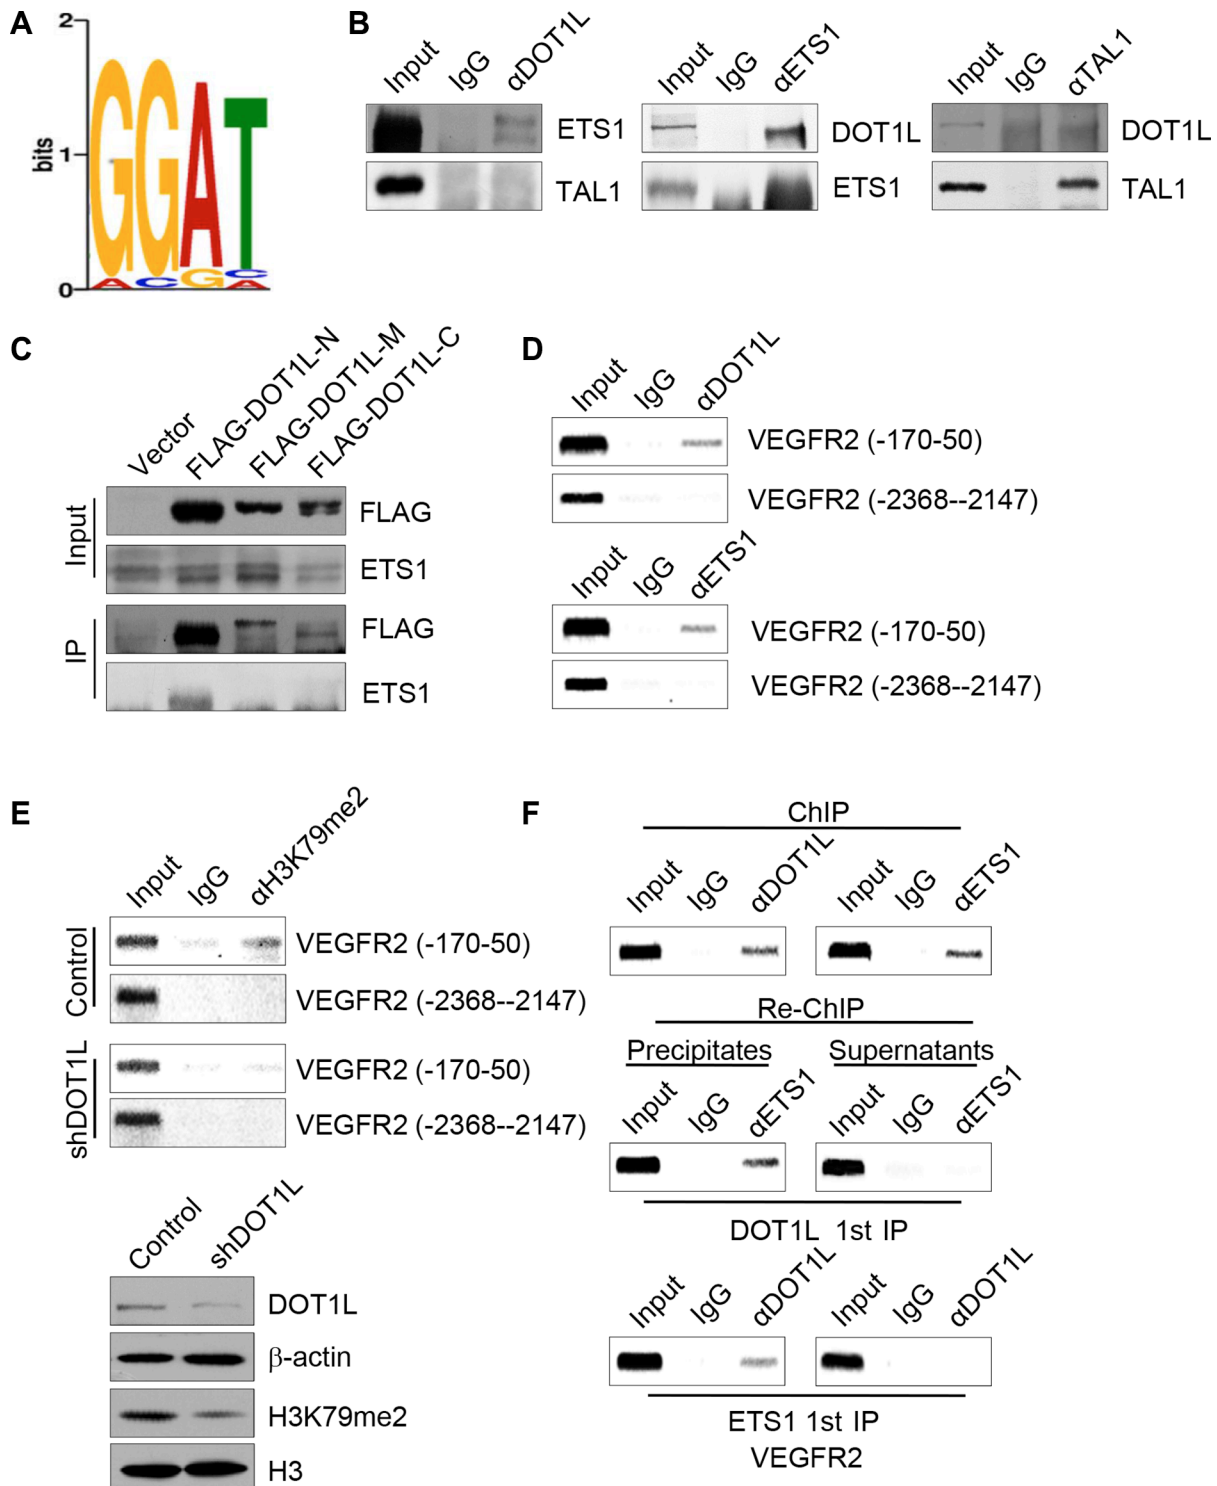 A
2
bits
1
0
GGAT
A C G C
A
B
Input IgG αDOT1L
ETS1
TAL1
Input IgG αETS1
DOT1L
ETS1
Input IgG αTAL1
DOT1L
TAL1
C
Vector FLAG-DOT1L-N FLAG-DOT1L-M FLAG-DOT1L-C
Input
FLAG
ETS1
IP
FLAG
ETS1
D
Input IgG αDOT1L
VEGFR2 (-170-50)
VEGFR2 (-2368--2147)
Input IgG αETS1
VEGFR2 (-170-50)
VEGFR2 (-2368--2147)
E
Input IgG αH3K79me2
Control
VEGFR2 (-170-50)
VEGFR2 (-2368--2147)
shDOT1L
VEGFR2 (-170-50)
VEGFR2 (-2368--2147)
Control shDOT1L
DOT1L
β-actin
H3K79me2
H3
F
ChIP
Input IgG αDOT1L Input IgG αETS1
Re-ChIP
Precipitates Supernatants
Input IgG αETS1 Input IgG αETS1
DOT1L 1st IP
Input IgG αDOT1L Input IgG αDOT1L
ETS1 1st IP
VEGFR2